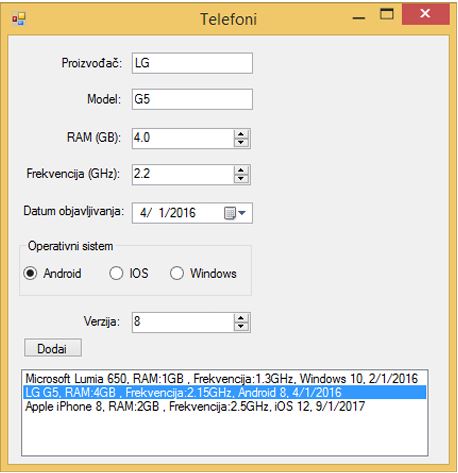 Telefoni
Proizvođač: LG
Model: G5
RAM (GB): 4.0
Frekvencija (GHz): 2.2
Datum objavljivanja: 4/ 1/2016
Operativni sistem
Android IOS Windows
Verzija: 8
Dodai
Microsoft Lumia 650, RAM:1GB , Frekvencija:1.3GHz, Windows 10, 2/1/2016
LG G5, RAM:4GB , Frekvencija:2.15GHz, Android 8, 4/1/2016
Apple iPhone 8, RAM:2GB , Frekvencija:2.5GHz, iOS 12, 9/1/2017